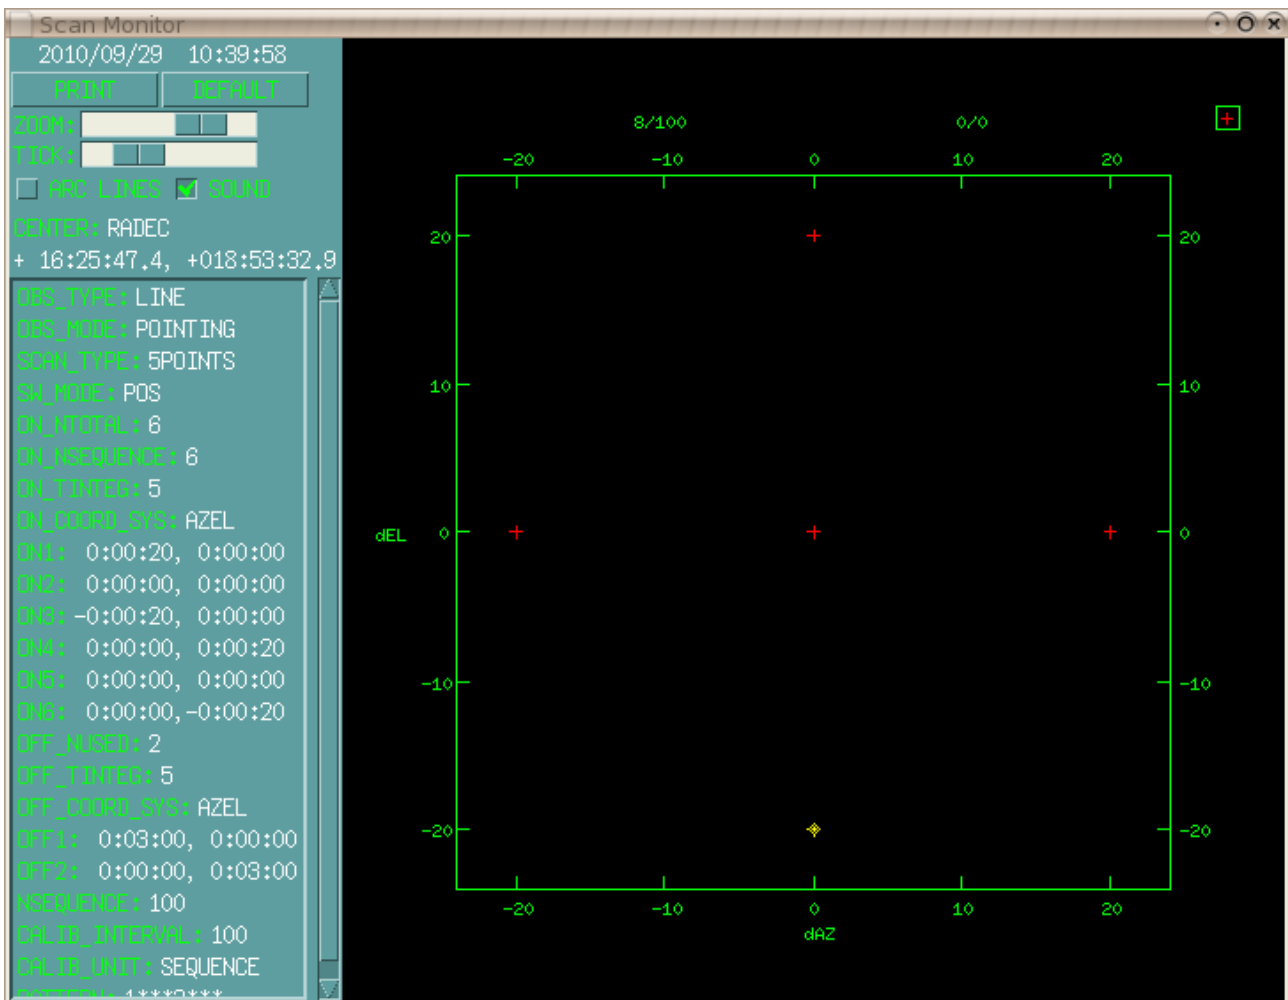 Scan Monitor
2010/09/29 10:39:58
PRINT DEFAULT
ZOOM:
TICK:
ARC LINES SOUND
CENTER: RADEC
+ 16:25:47.4, +018:53:32.9
OBS_TYPE: LINE
OBS_MODE: POINTING
SCAN_TYPE: 5POINTS
SW_MODE: POS
ON_NTOTAL: 6
ON_NSEQUENCE: 6
ON_TINTEG: 5
ON_COORD_SYS: AZEL
ON1: 0:00:20, 0:00:00
ON2: 0:00:00, 0:00:00
ON3: -0:00:20, 0:00:00
ON4: 0:00:00, 0:00:20
ON5: 0:00:00, 0:00:00
ON6: 0:00:00,-0:00:20
OFF_NUSED: 2
OFF_TINTEG: 5
OFF_COORD_SYS: AZEL
OFF1: 0:03:00, 0:00:00
OFF2: 0:00:00, 0:03:00
NSEQUENCE: 100
CALIB_INTERVAL: 100
CALIB_UNIT: SEQUENCE
8/100 0/0
-20 -10 0 10 20
20 20
10 10
dEL 0 0
-10 -10
-20 -20
-20 -10 0 10 20
dAZ